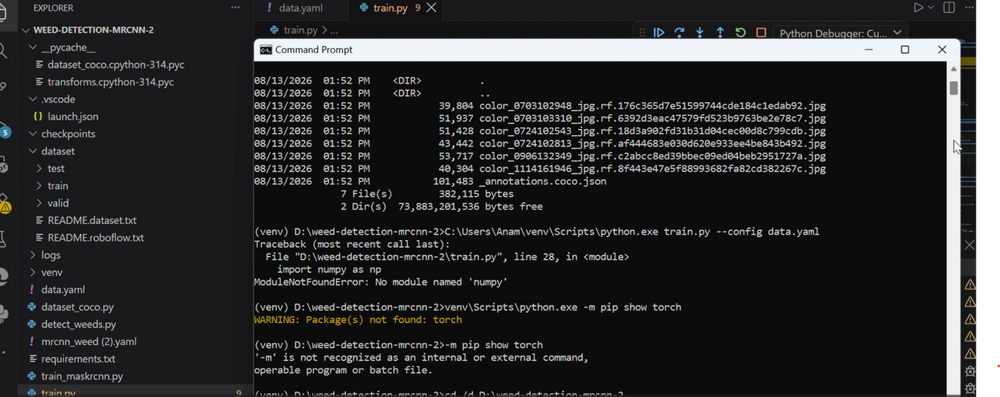 EXPLORER
data.yaml
train.py 9
WEED-DETECTION-MRCNN-2
train.py > ...
Python Debugger: Cu...
__pycache__
dataset_coco.cpython-314.pyc
transforms.cpython-314.pyc
.vscode
launch.json
checkpoints
dataset
test
train
valid
README.dataset.txt
README.roboflow.txt
logs
venv
data.yaml
dataset_coco.py
detect_weeds.py
mrcnn_weed (2).yaml
requirements.txt
train_maskrcnn.py
train.py 9
5
Command Prompt
08/13/2026 01:52 PM <DIR> .
08/13/2026 01:52 PM <DIR> ..
08/13/2026 01:52 PM 39,804 color_0703102948_jpg.rf.176c365d7e51599744cde184c1edab92.jpg
08/13/2026 01:52 PM 51,937 color_0703103310_jpg.rf.6392d3eac47579fd523b9763be2e78c7.jpg
08/13/2026 01:52 PM 51,428 color_0724102543_jpg.rf.18d3a902fd31b31d04cec00d8c799cdb.jpg
08/13/2026 01:52 PM 43,442 color_0724102813_jpg.rf.af444683e030d620e933ee4be843b492.jpg
08/13/2026 01:52 PM 53,717 color_0906132349_jpg.rf.c2abcc8ed39bbec09ed04beb2951727a.jpg
08/13/2026 01:52 PM 40,304 color_1114161946_jpg.rf.8f443e47e5f88993682fa82cd382267c.jpg
08/13/2026 01:52 PM 101,483 _annotations.coco.json
7 File(s) 382,115 bytes
2 Dir(s) 73,883,201,536 bytes free
(venv) D:\weed-detection-mrcnn-2>C:\Users\Anam\venv\Scripts\python.exe train.py --config data.yaml
Traceback (most recent call last):
File "D:\weed-detection-mrcnn-2\train.py", line 28, in <module>
import numpy as np
ModuleNotFoundError: No module named 'numpy'
(venv) D:\weed-detection-mrcnn-2>venv\Scripts\python.exe -m pip show torch
WARNING: Package(s) not found: torch
(venv) D:\weed-detection-mrcnn-2>-m pip show torch
'-m' is not recognized as an internal or external command,
operable program or batch file.
(venv) D:\weed-detection-mrcnn-2>cd /d D:\weed-detection-mrcnn-2